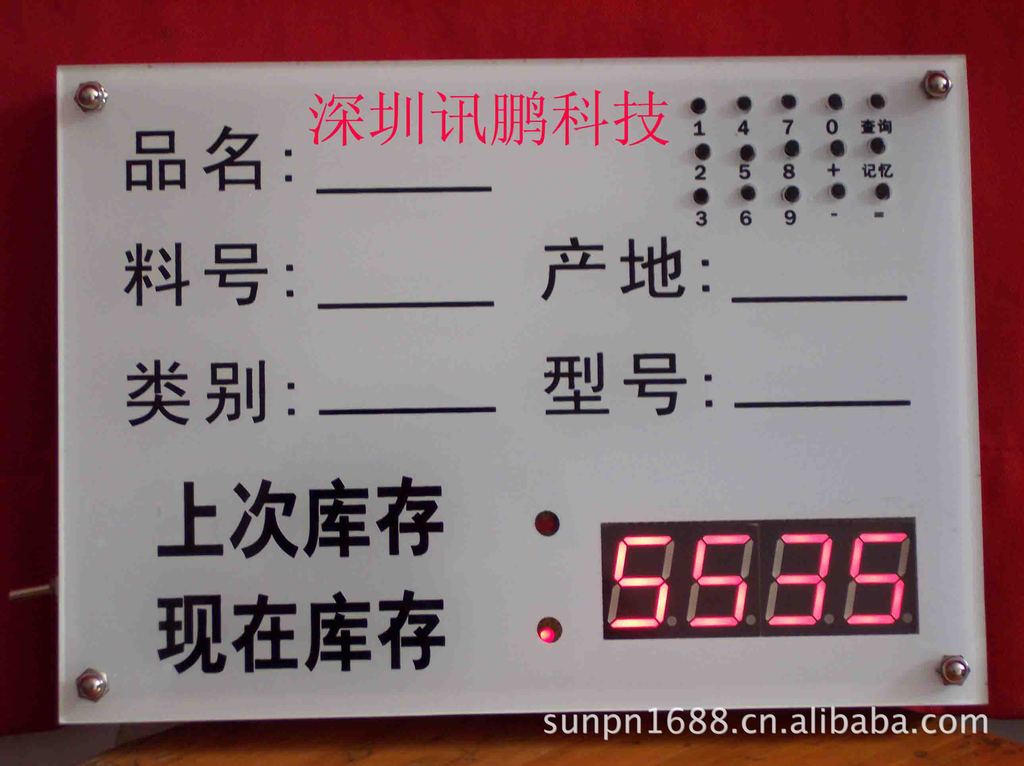 深圳讯鹏科技
品名:
1 4 7 0 查询
2 5 8 + 记忆
3 6 9 - =
料号: 产地:
类别: 型号:
上次库存
现在库存
5535
sunpn1688.cn.alibaba.com